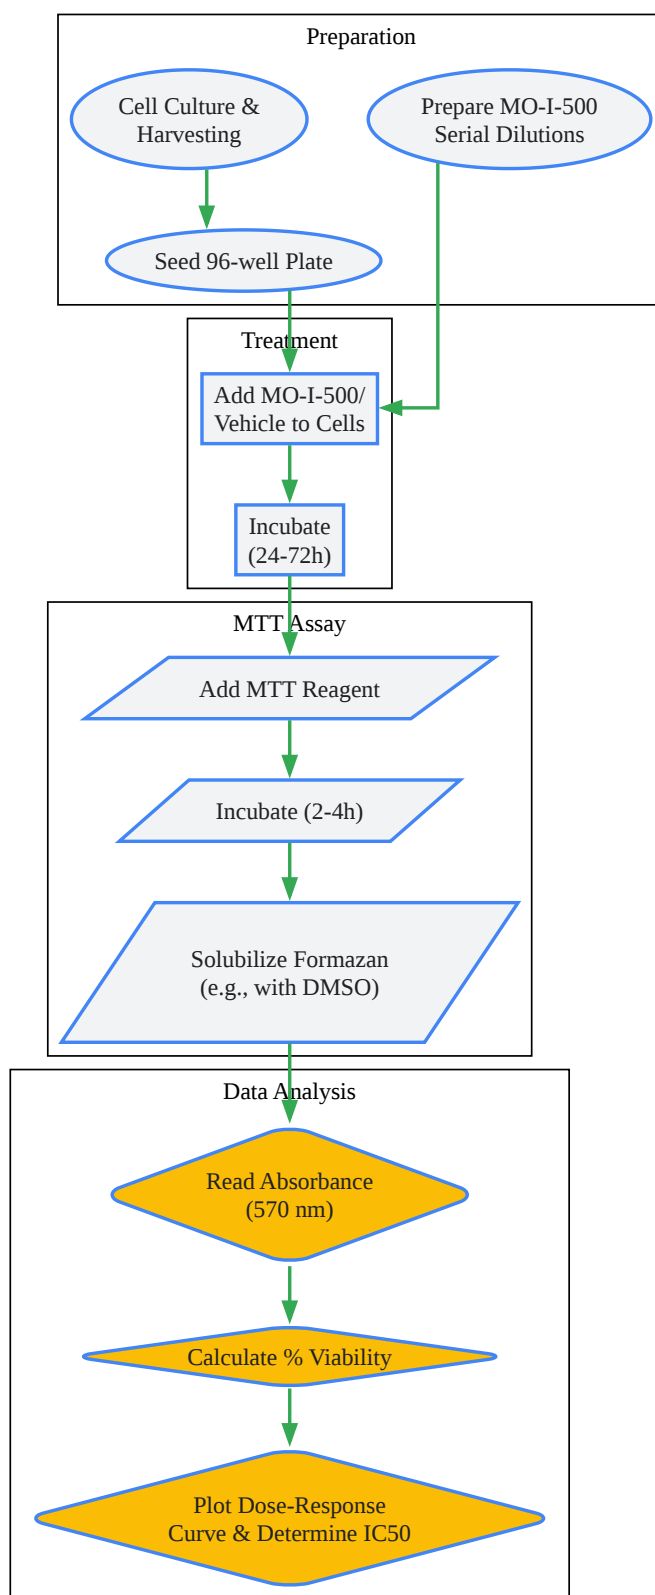 Preparation
Cell Culture &
Harvesting
Prepare MO-I-500
Serial Dilutions
Seed 96-well Plate
Treatment
Add MO-I-500/
Vehicle to Cells
Incubate
(24-72h)
MTT Assay
Add MTT Reagent
Incubate (2-4h)
Solubilize Formazan
(e.g., with DMSO)
Data Analysis
Read Absorbance
(570 nm)
Calculate % Viability
Plot Dose-Response
Curve & Determine IC50